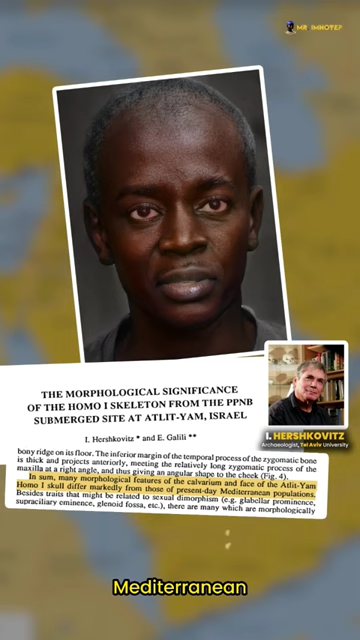 MR IMHOTEP
THE MORPHOLOGICAL SIGNIFICANCE
OF THE HOMO I SKELETON FROM THE PPNB
SUBMERGED SITE AT ATLIT-YAM, ISRAEL
I. Hershkovitz * and E. Galili **
bony ridge on its floor. The inferior margin of the temporal process of the zygomatic bone
is thick and projects anteriorly, meeting the relatively long zygomatic process of the
maxilla at a right angle, and thus giving an angular shape to the cheek (Fig. 4).
In sum, many morphological features of the calvarium and face of the Atlit-Yam
Homo I skull differ markedly from those of present-day Mediterranean populations.
Besides traits that might be related to sexual dimorphism (e.g. glabellar prominence,
supraciliary eminence, glenoid fossa, etc.), there are many which are morphologically
I. HERSHKOVITZ
Archaeologist, Tel Aviv University
Mediterranean